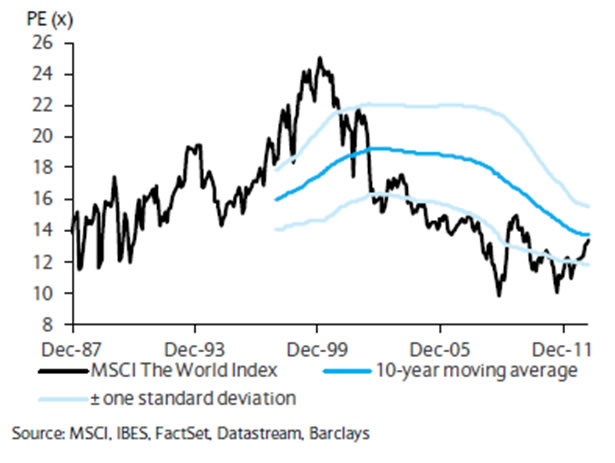 PE (x)
26
24
22
20
18
16
14
12
10
8
Dec-87 Dec-93 Dec-99 Dec-05 Dec-11
MSCI The World Index 10-year moving average
± one standard deviation
Source: MSCI, IBES, FactSet, Datastream, Barclays